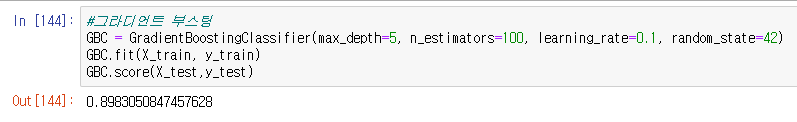 In [144]: #그라디언트 부스팅
GBC = GradientBoostingClassifier(max_depth=5, n_estimators=100, learning_rate=0.1, random_state=42)
GBC.fit(X_train, y_train)
GBC.score(X_test,y_test)
Out[144]: 0.8983050847457628